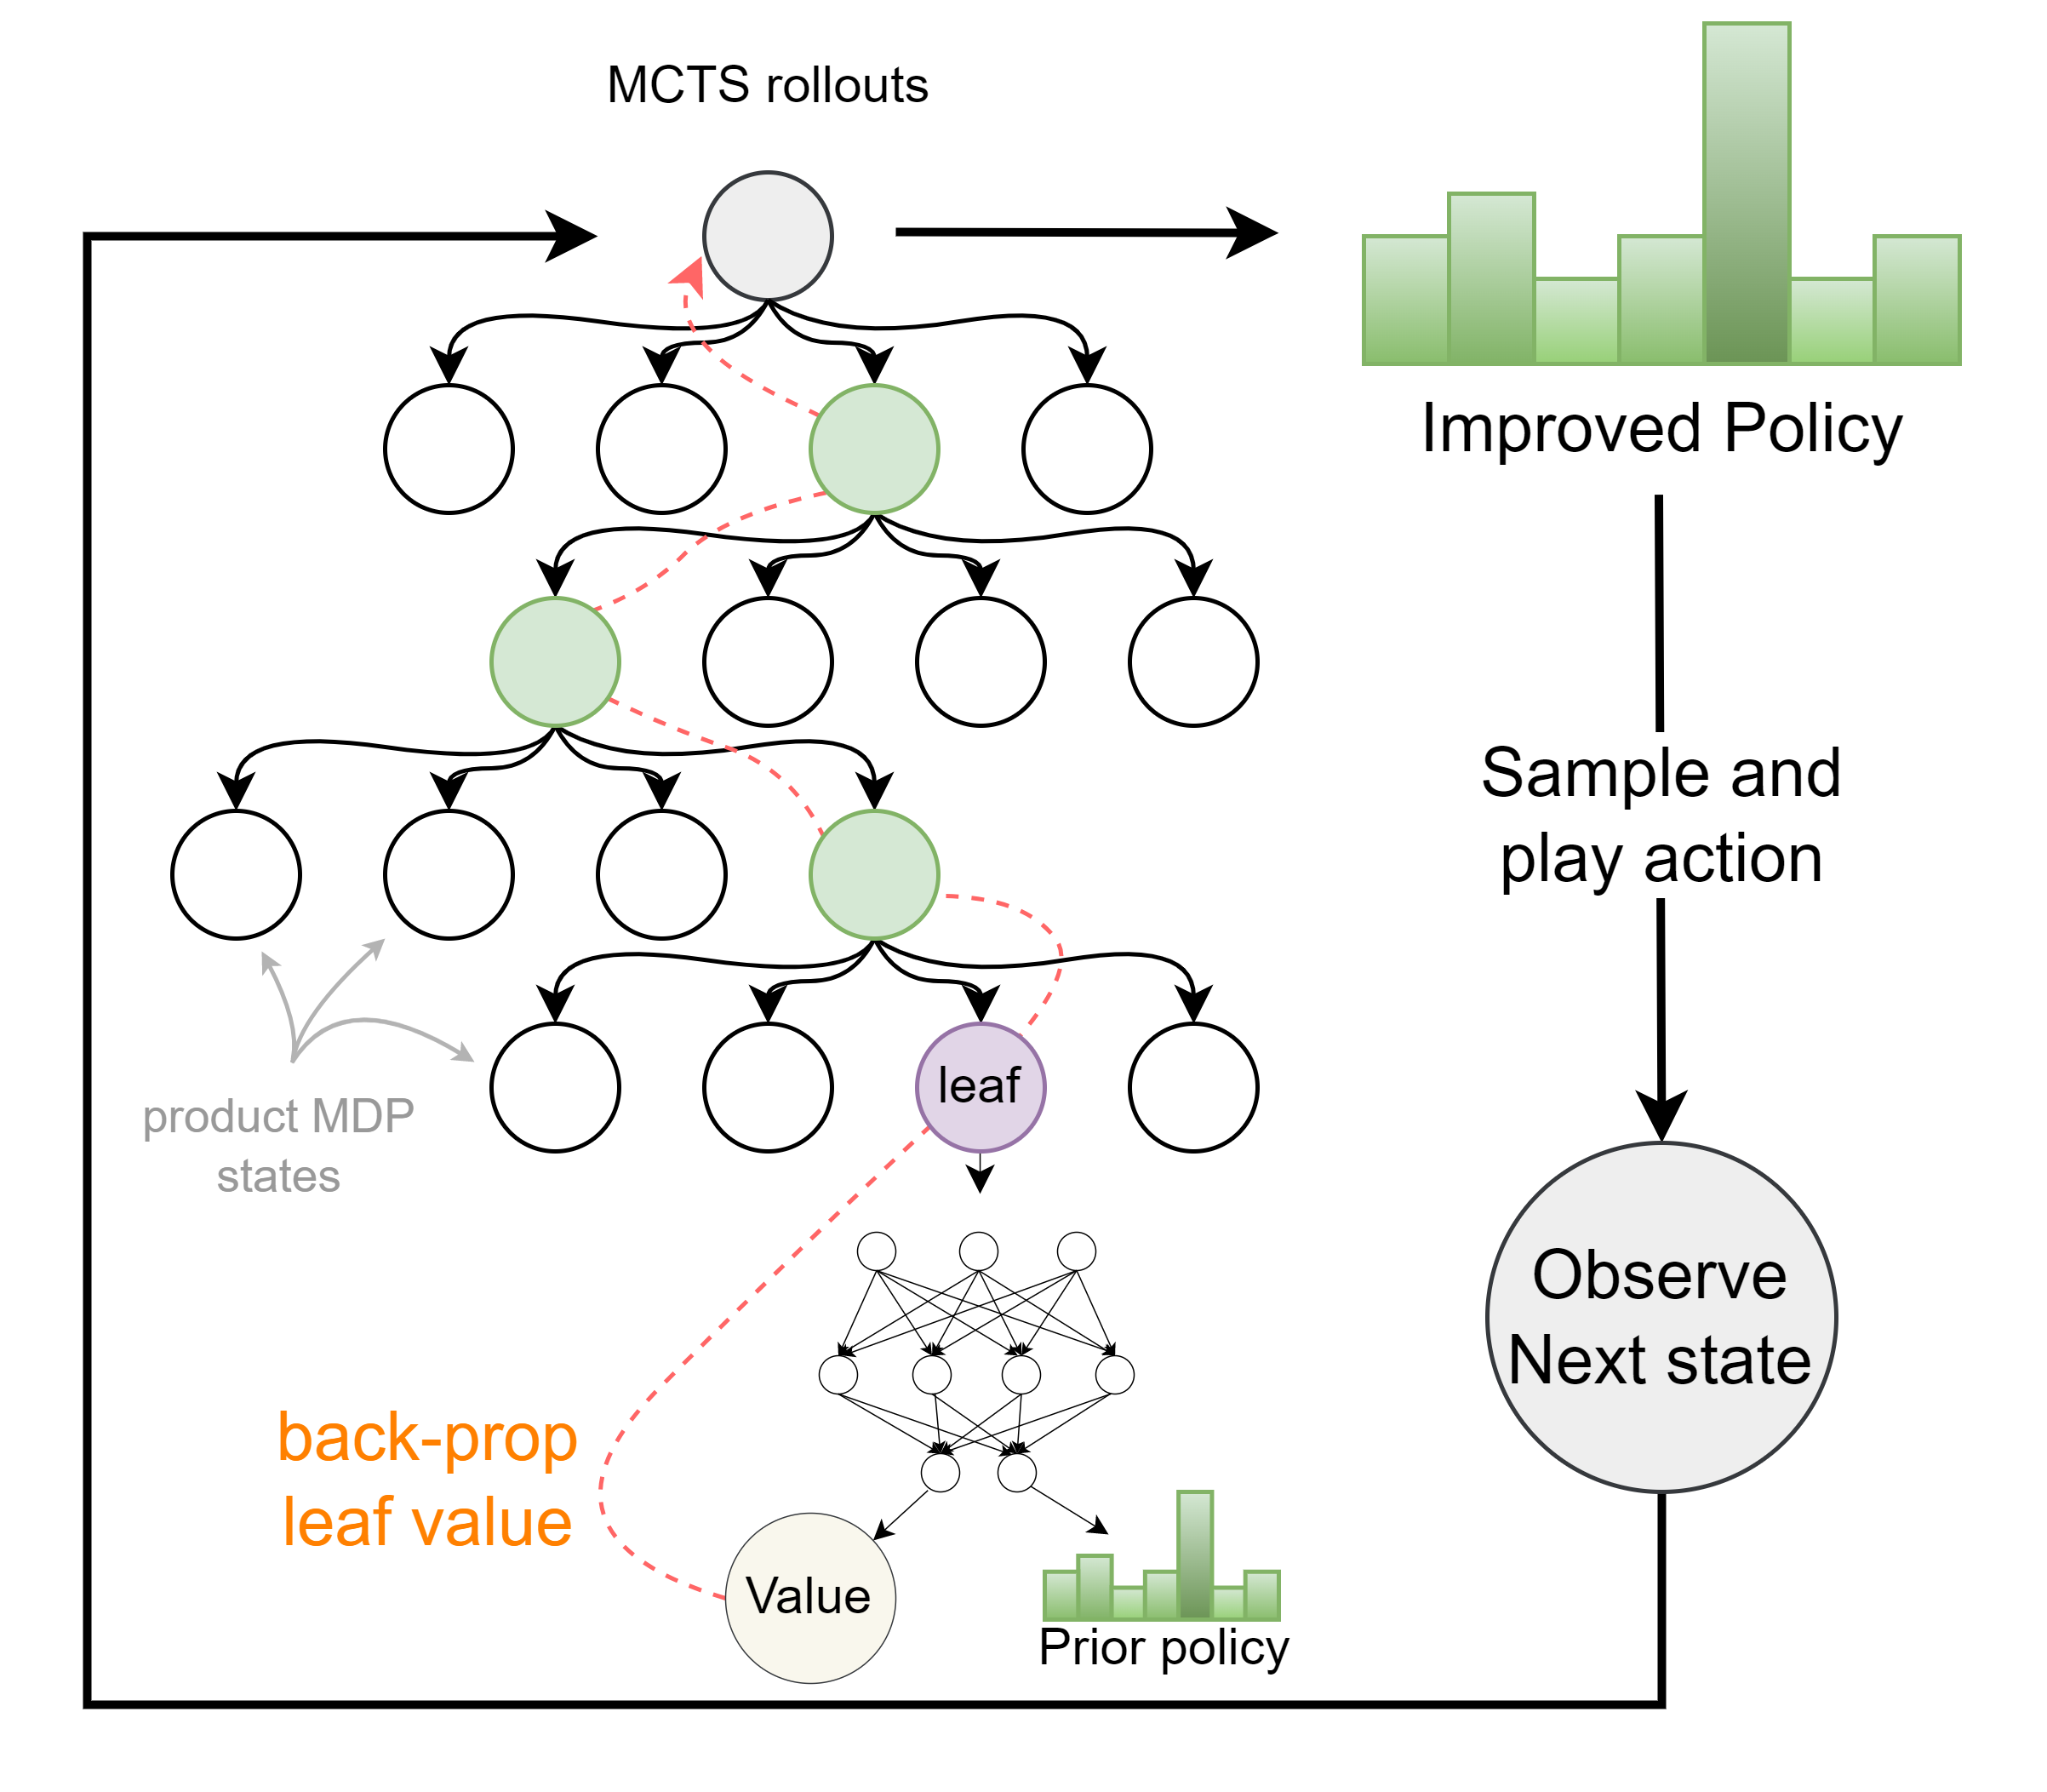 MCTS rollouts
Improved Policy
Sample and
play action
product MDP
states
leaf
Observe
Next state
back-prop
leaf value
Value
Prior policy